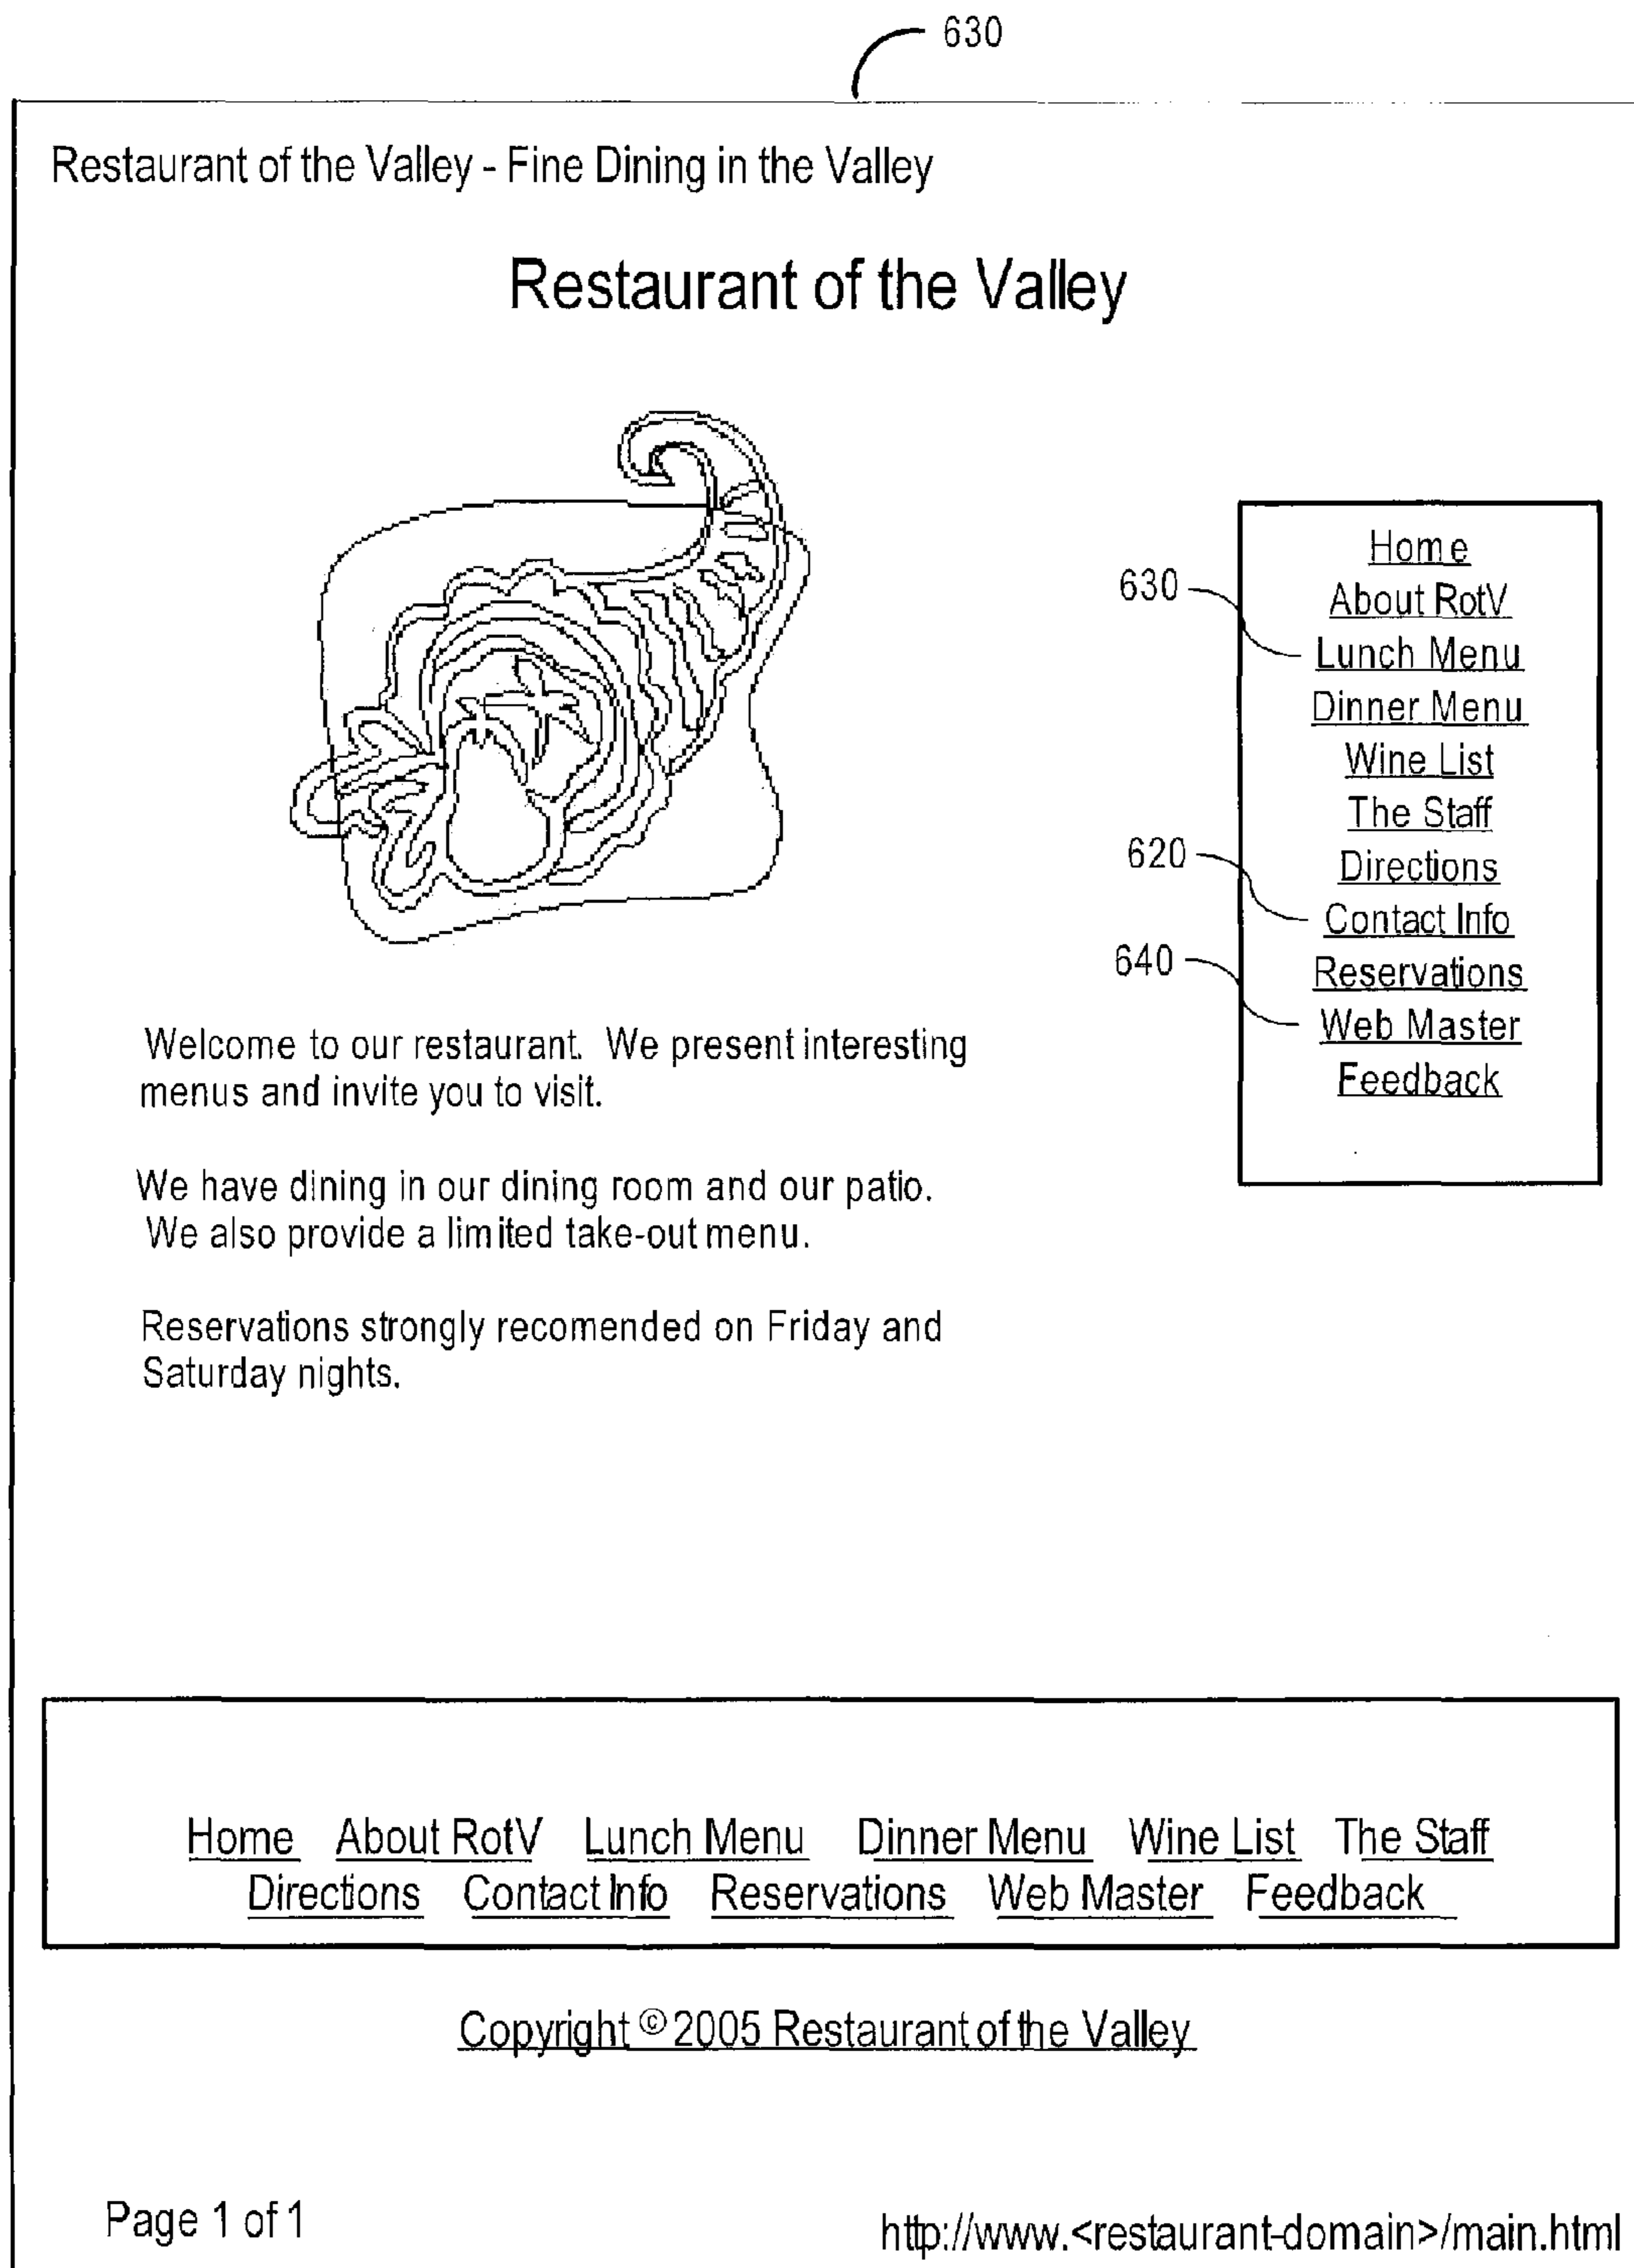 630
Restaurant of the Valley - Fine Dining in the Valley
Restaurant of the Valley
Home
630
About RotV
Lunch Menu
Dinner Menu
Wine List
The Staff
620
Directions
Contact Info
640
Reservations
Web Master
Feedback
Welcome to our restaurant. We present interesting
menus and invite you to visit.
We have dining in our dining room and our patio.
We also provide a limited take-out menu.
Reservations strongly recomended on Friday and
Saturday nights.
Home About RotV Lunch Menu Dinner Menu Wine List The Staff
Directions Contact Info Reservations Web Master Feedback
Copyright © 2005 Restaurant of the Valley
Page 1 of 1
http://www.<restaurant-domain>/main.html